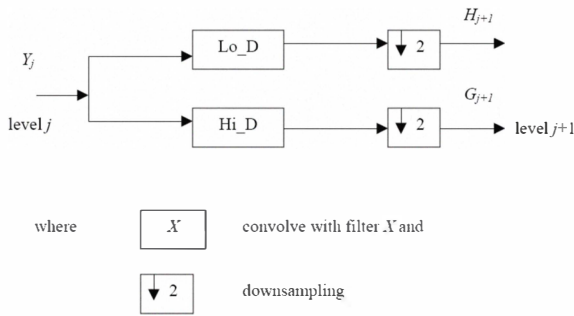 H_{j+1}
Lo_D
2
Y_j
G_{j+1}
level j
Hi_D
2
level j+1
where
X
convolve with filter X and
2
downsampling